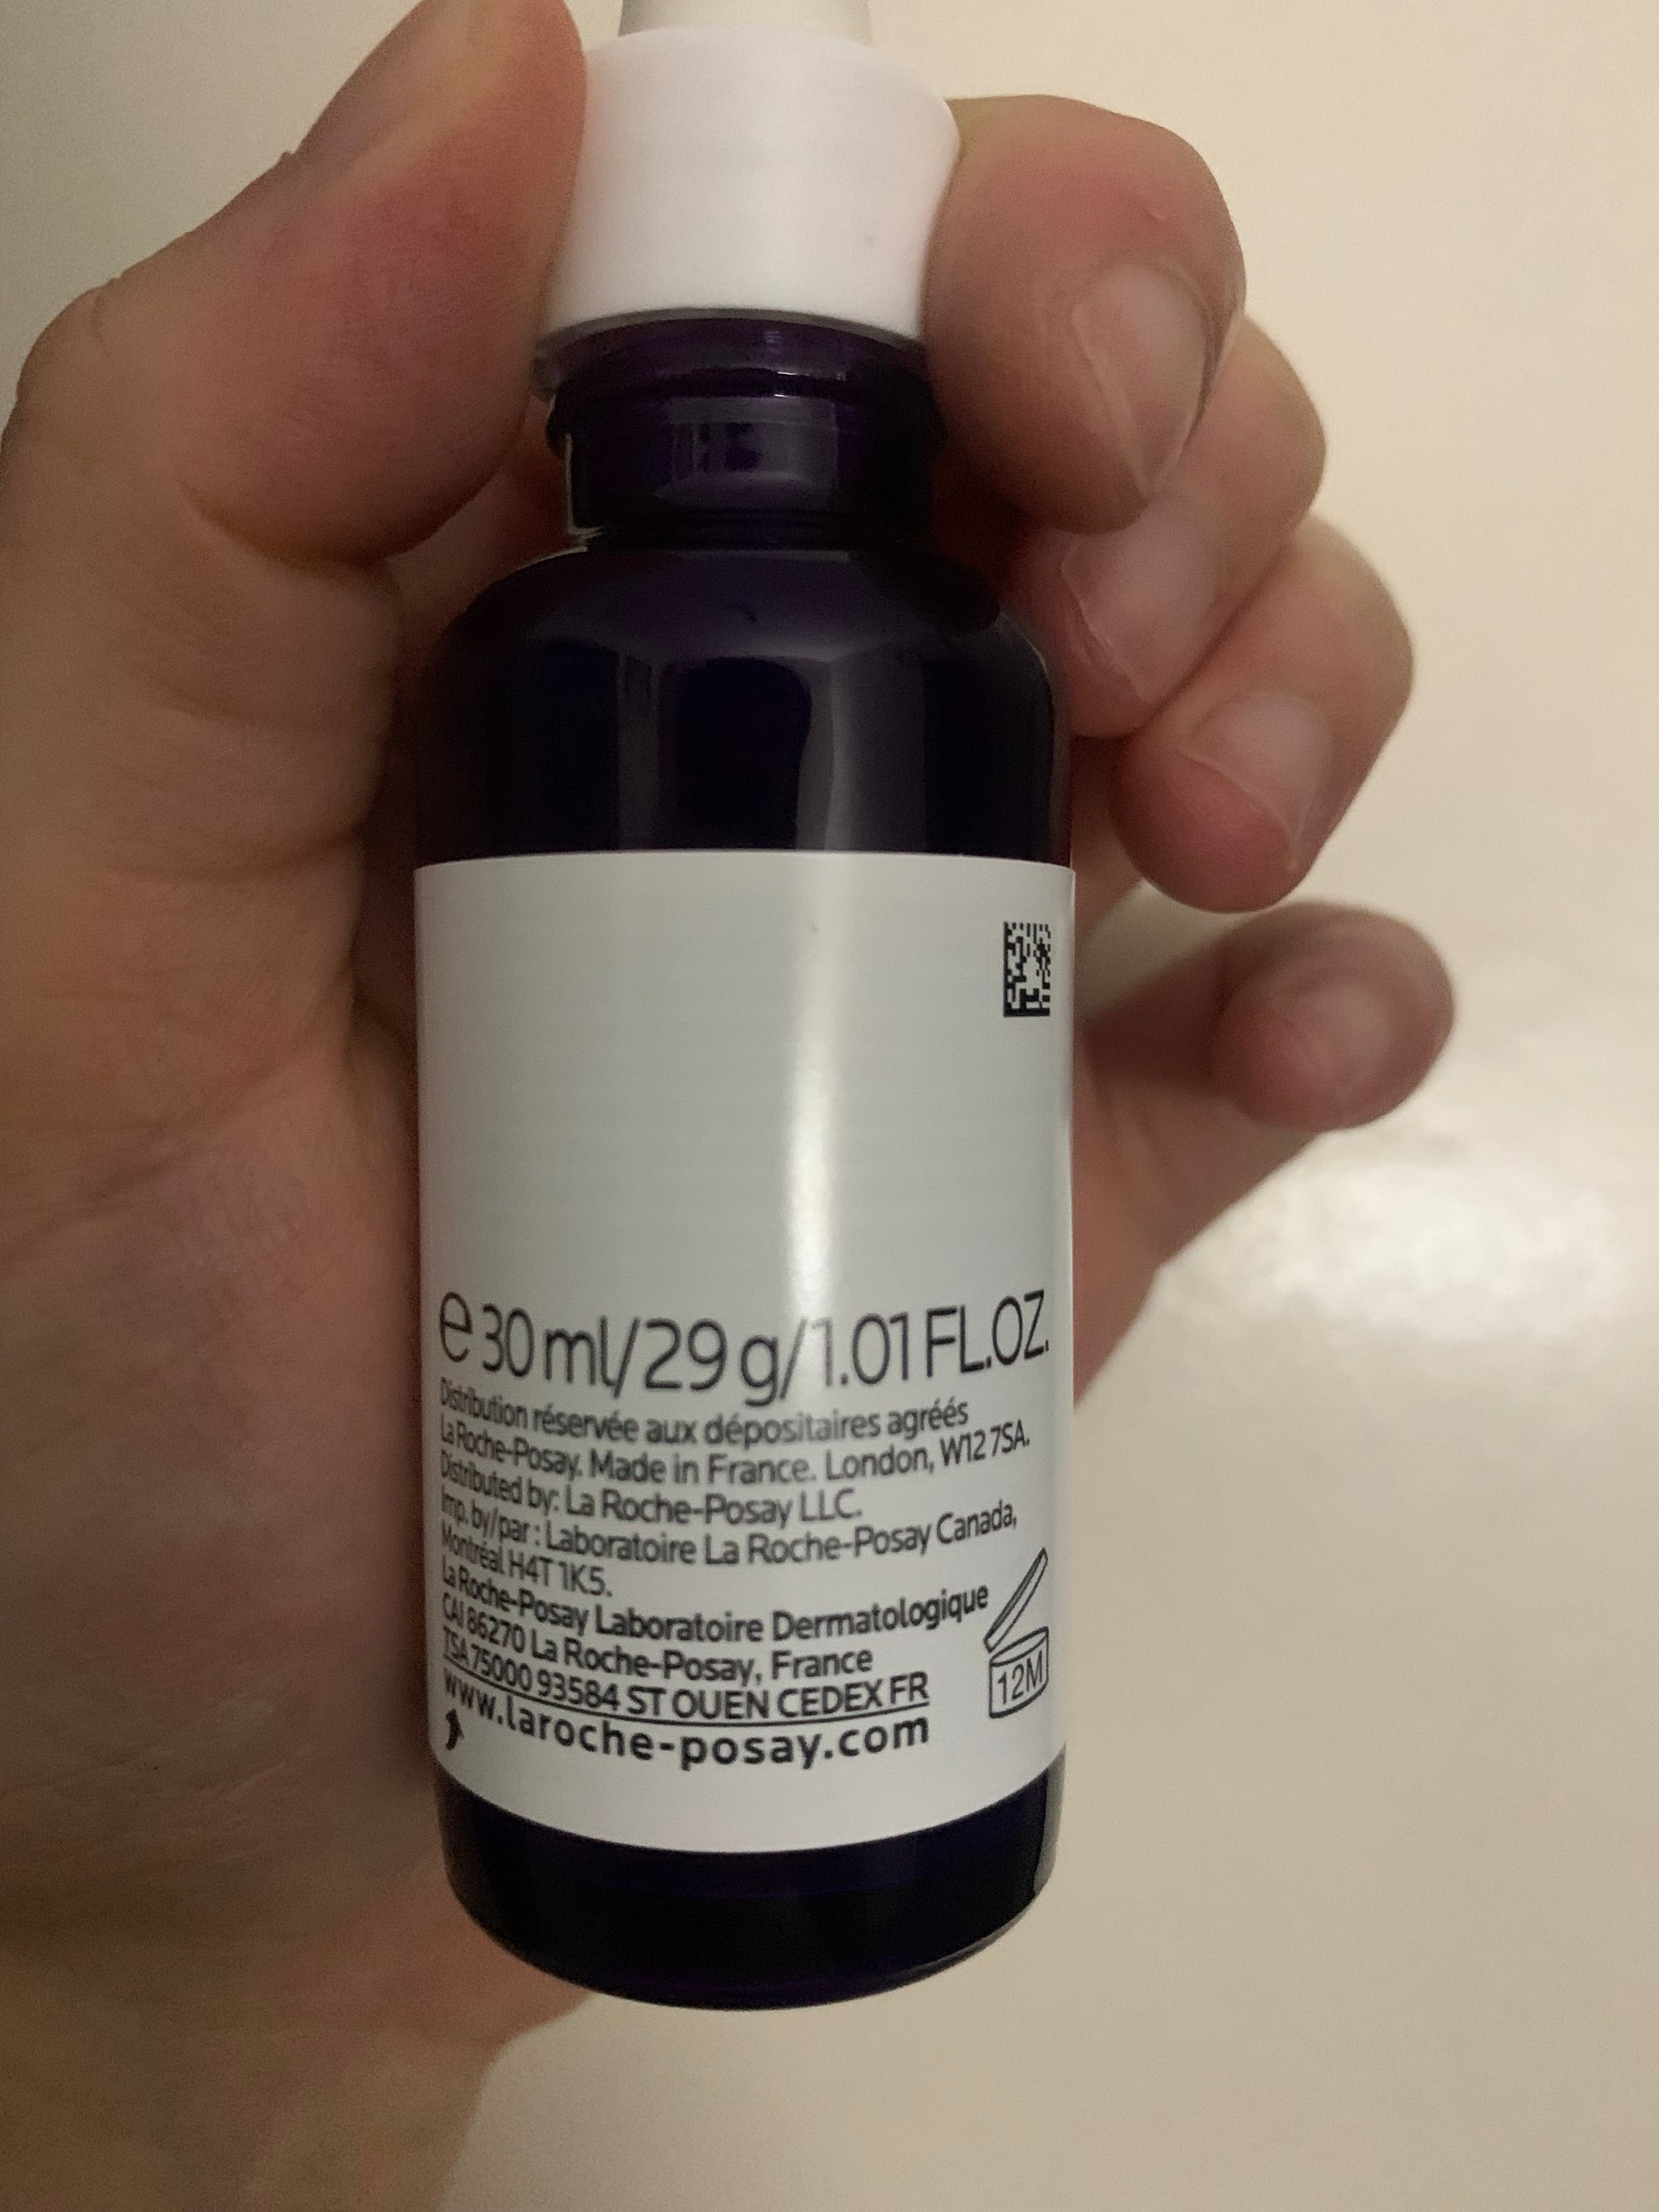 e 30 ml/29 g/1.01 FL.OZ.
Distribution réservée aux dépositaires agréés
La Roche-Posay. Made in France. London, W12 7SA.
Distributed by: La Roche-Posay LLC.
Imp. by/par : Laboratoire La Roche-Posay Canada,
Montréal H4T 1K5.
La Roche-Posay Laboratoire Dermatologique
CAI 86270 La Roche-Posay, France
TSA 75000 93584 ST OUEN CEDEX FR
www.laroche-posay.com
12M